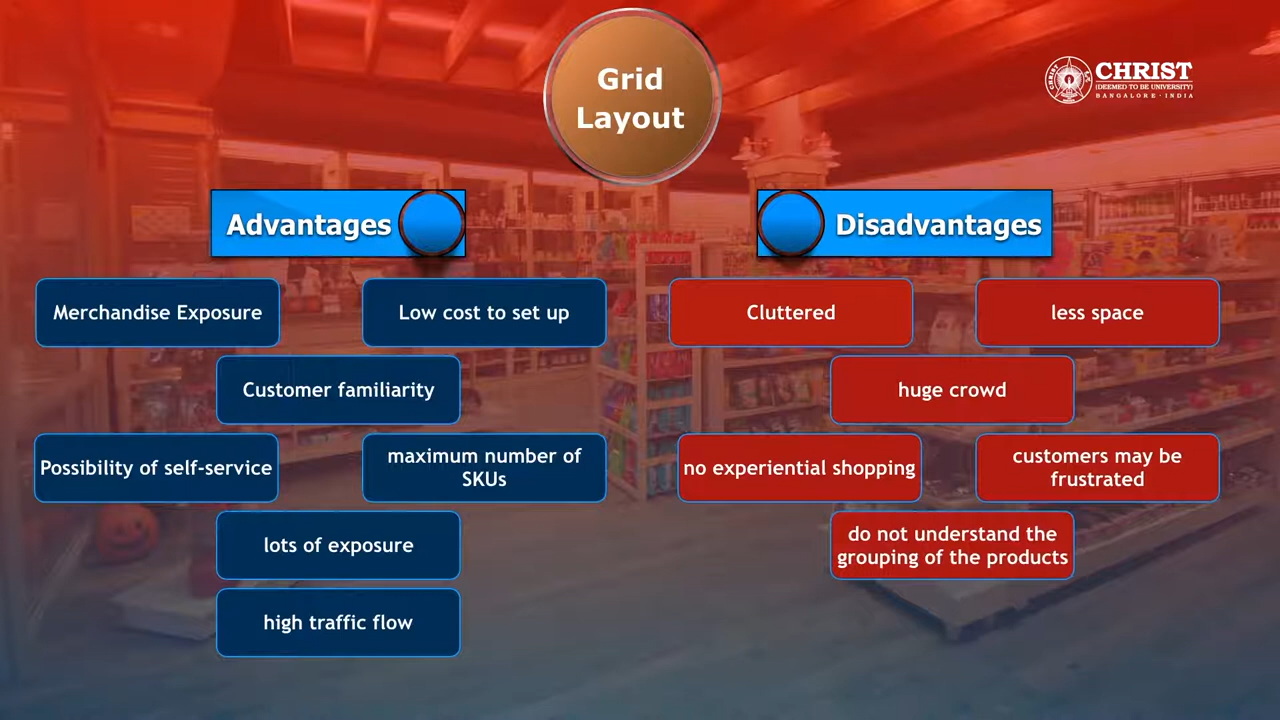 Grid
Layout
CHRIST
(DEEMED TO BE UNIVERSITY)
BANGALORE · INDIA
Advantages
Merchandise Exposure
Low cost to set up
Customer familiarity
Possibility of self-service
maximum number of
SKUs
lots of exposure
high traffic flow
Disadvantages
Cluttered
less space
huge crowd
no experiential shopping
customers may be
frustrated
do not understand the
grouping of the products